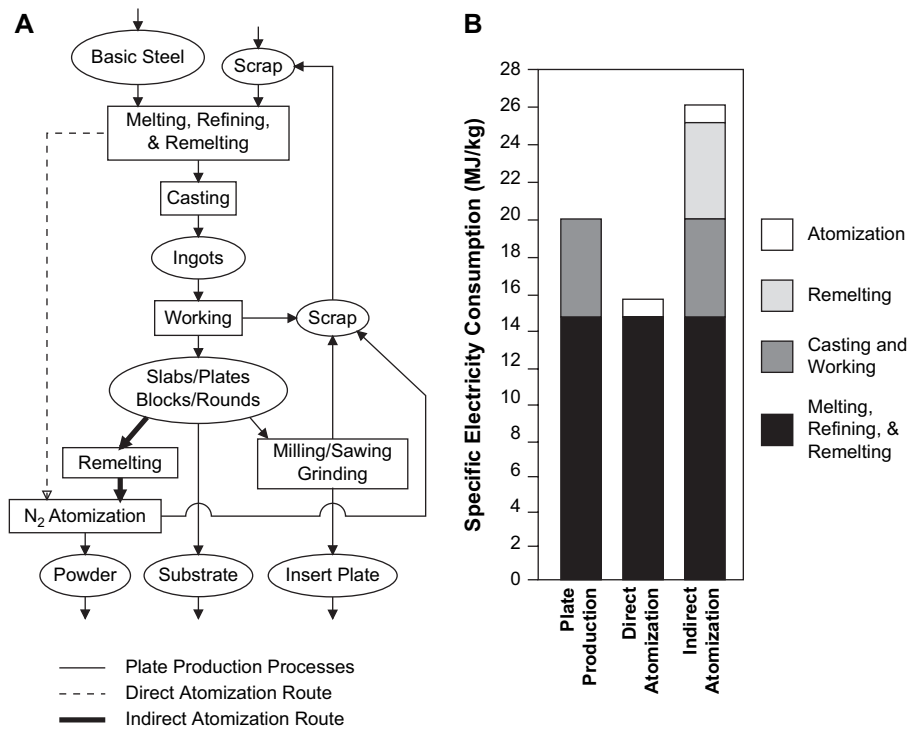 A
Basic Steel
Scrap
Melting, Refining,
& Remelting
Casting
Ingots
Working
Scrap
Slabs/Plates
Blocks/Rounds
Remelting
Milling/Sawing
Grinding
N₂ Atomization
Powder
Substrate
Insert Plate
Plate Production Processes
Direct Atomization Route
Indirect Atomization Route
B
Specific Electricity Consumption (MJ/kg)
28
26
24
22
20
18
16
14
12
10
8
6
4
2
0
Plate
Production
Direct
Atomization
Indirect
Atomization
Atomization
Remelting
Casting and
Working
Melting,
Refining, &
Remelting